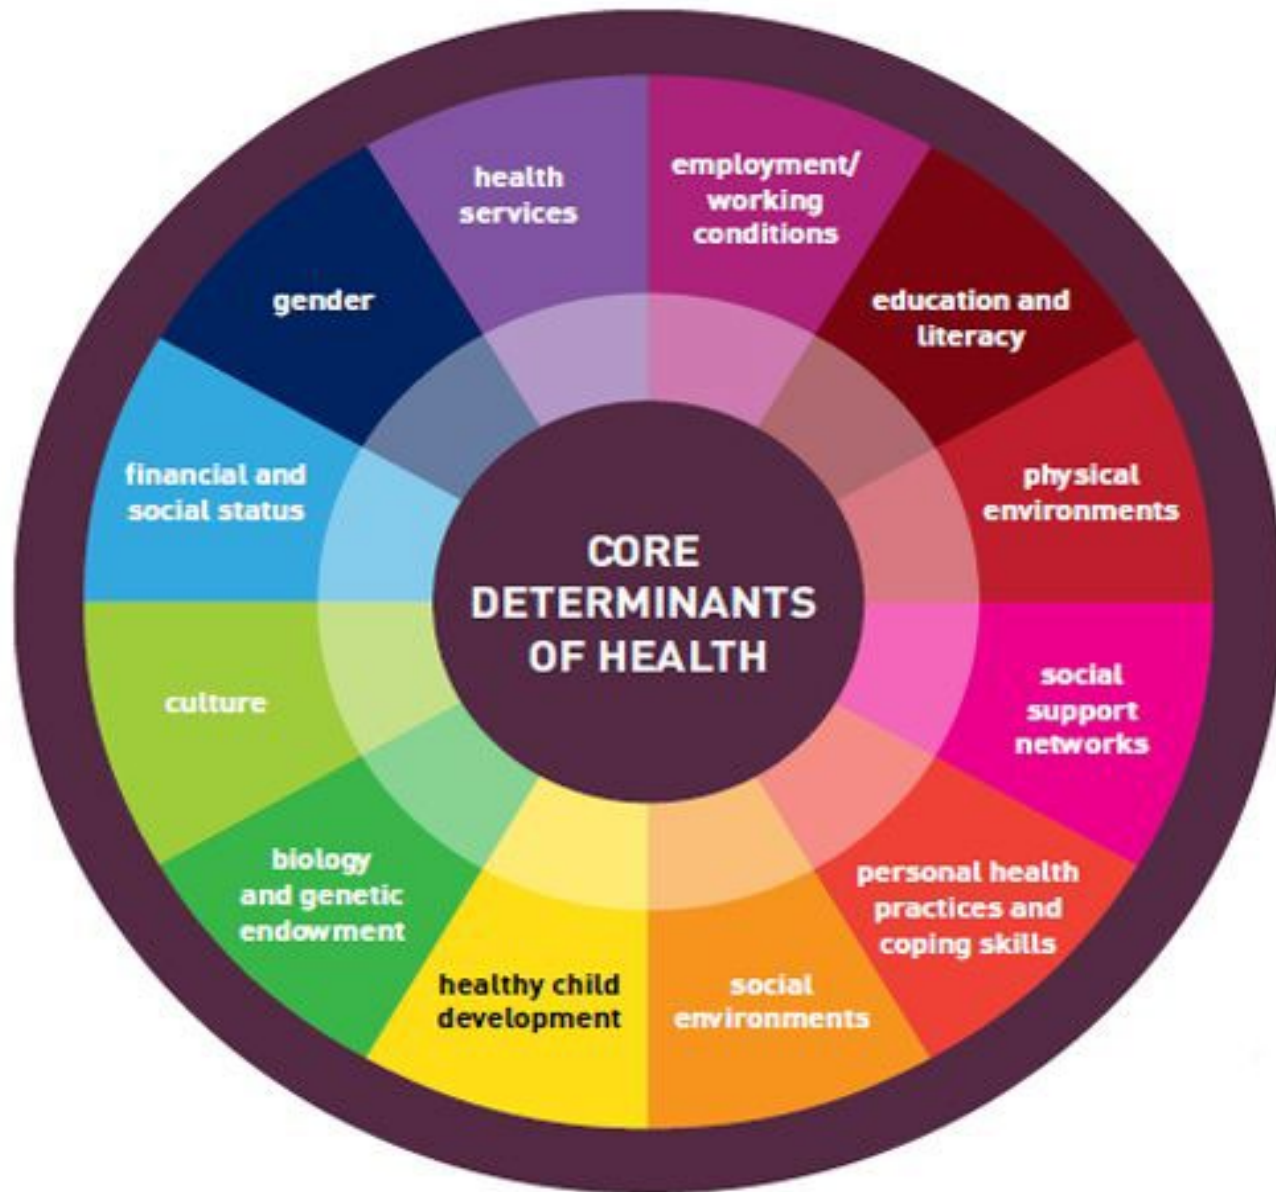 health
services
employment/
working
conditions
education and
literacy
physical
environments
social
support
networks
personal health
practices and
coping skills
social
environments
healthy child
development
biology
and genetic
endowment
culture
financial and
social status
gender
CORE
DETERMINANTS
OF HEALTH